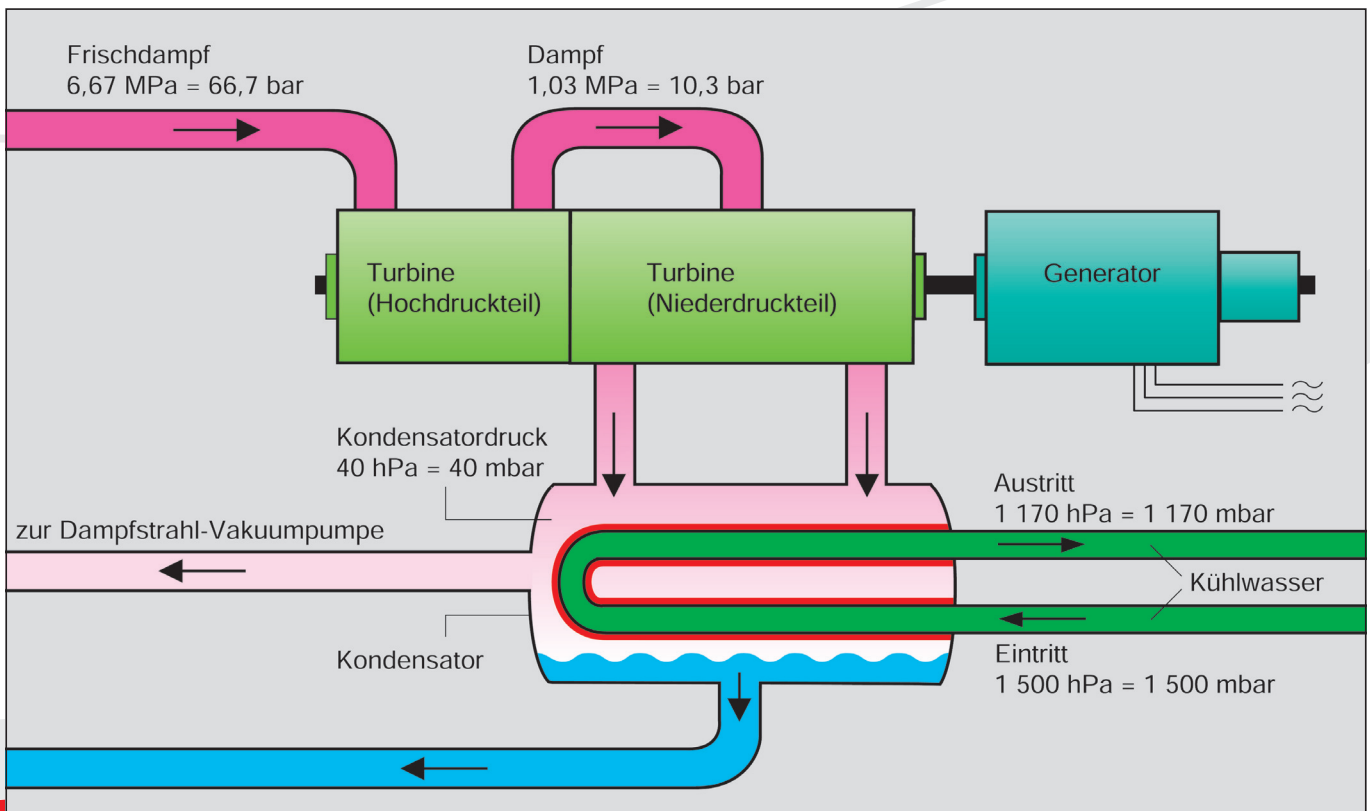 Frischdampf
6,67 MPa = 66,7 bar
Dampf
1,03 MPa = 10,3 bar
Turbine
(Hochdruckteil)
Turbine
(Niederdruckteil)
Generator
Kondensatordruck
40 hPa = 40 mbar
Austritt
1 170 hPa = 1 170 mbar
zur Dampfstrahl-Vakuumpumpe
Kühlwasser
Kondensator
Eintritt
1 500 hPa = 1 500 mbar